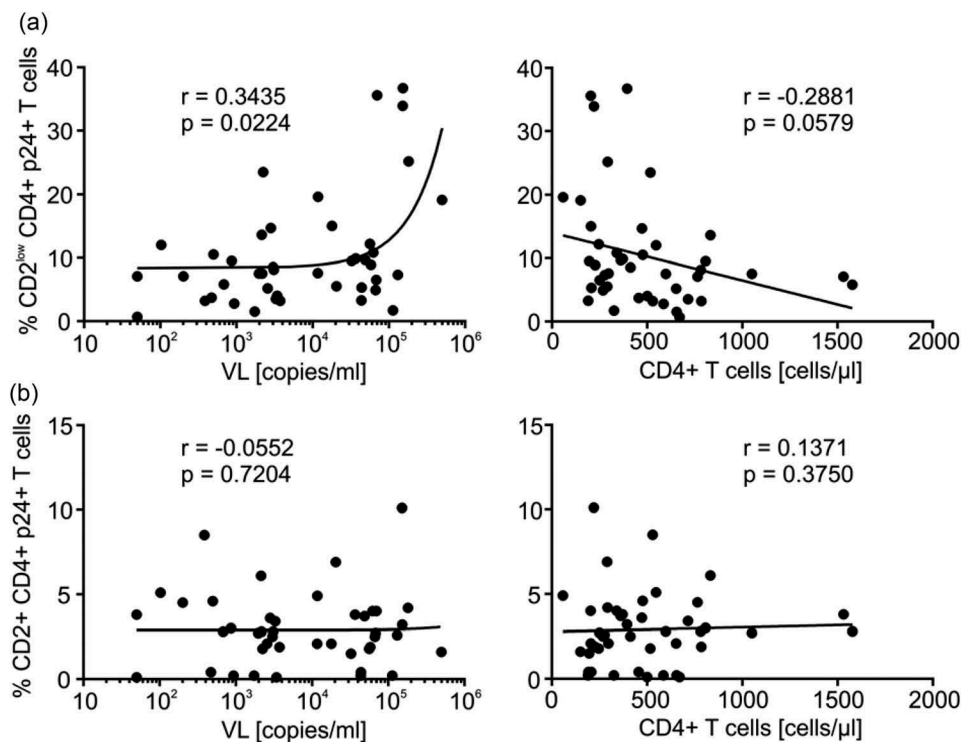 (a)
% CD2low CD4+ p24+ T cells
40
30
20
10
0
r = 0.3435
p = 0.0224
10 10² 10³ 10⁴ 10⁵ 10⁶
VL [copies/ml]
40
30
20
10
0
r = -0.2881
p = 0.0579
0 500 1000 1500 2000
CD4+ T cells [cells/µl]
(b)
% CD2+ CD4+ p24+ T cells
15
10
5
0
r = -0.0552
p = 0.7204
10 10² 10³ 10⁴ 10⁵ 10⁶
VL [copies/ml]
15
10
5
0
r = 0.1371
p = 0.3750
0 500 1000 1500 2000
CD4+ T cells [cells/µl]